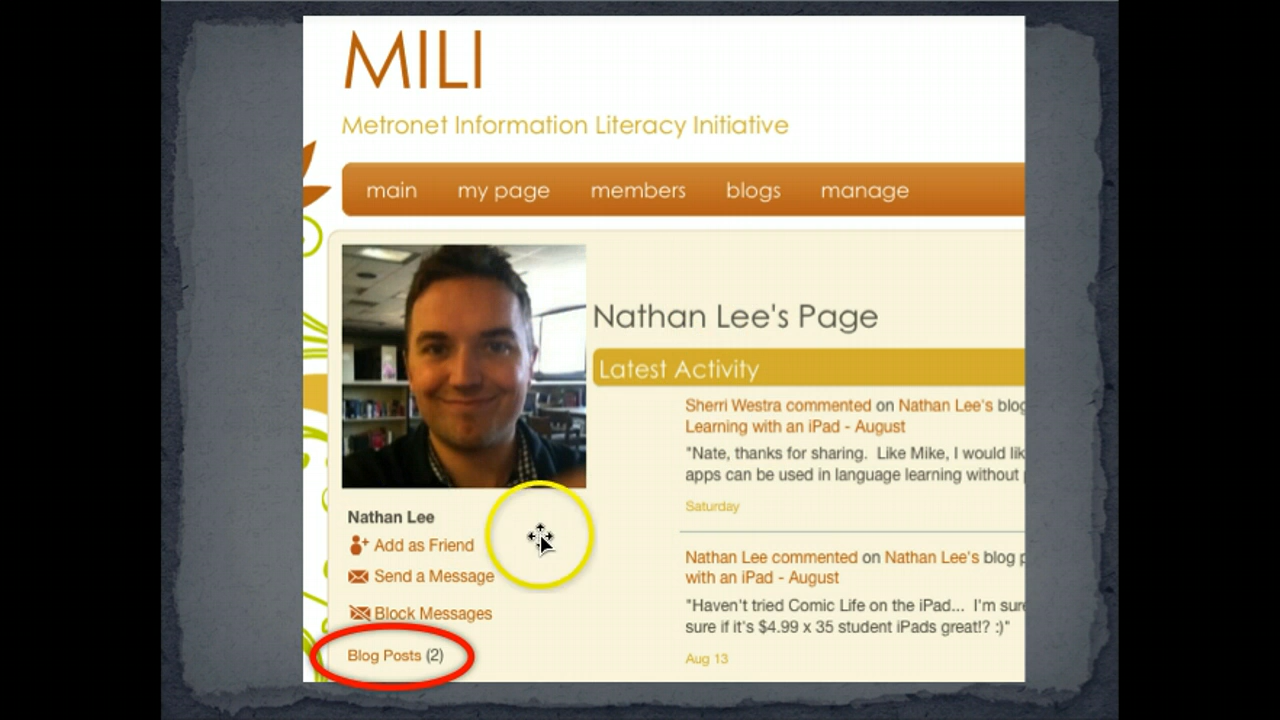 MILI
Metronet Information Literacy Initiative
main my page members blogs manage
Nathan Lee's Page
Latest Activity
Sherri Westra commented on Nathan Lee's blog
Learning with an iPad - August
"Nate, thanks for sharing. Like Mike, I would lik
apps can be used in language learning without
Saturday
Nathan Lee commented on Nathan Lee's blog p
with an iPad - August
"Haven't tried Comic Life on the iPad... I'm sure
sure if it's $4.99 x 35 student iPads great!? :)"
Aug 13
Nathan Lee
Add as Friend
Send a Message
Block Messages
Blog Posts (2)